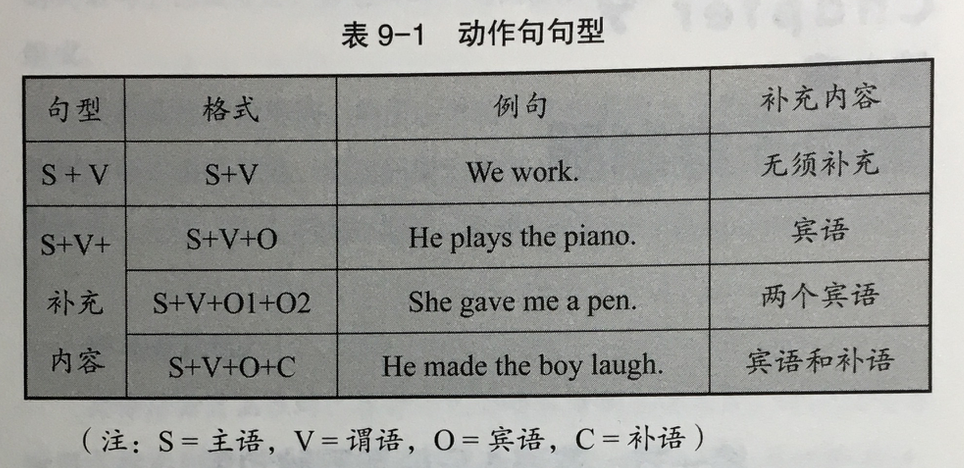 表 9-1 动作句句型
句型 格式 例句 补充内容
S + V S+V We work. 无须补充
S+V+ S+V+O He plays the piano. 宾语
补充 S+V+O1+O2 She gave me a pen. 两个宾语
内容 S+V+O+C He made the boy laugh. 宾语和补语
（注：S = 主语，V = 谓语，O = 宾语，C = 补语）